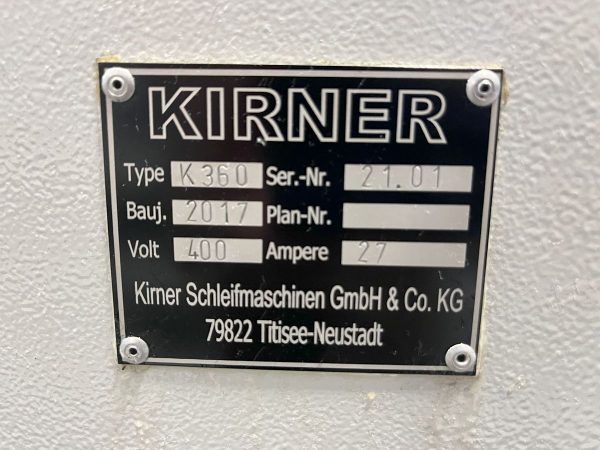 KIRNER
Type K360 Ser.-Nr. 21.01
Bauj. 2017 Plan-Nr.
Volt 400 Ampere 27
Kirner Schleifmaschinen GmbH & Co. KG
79822 Titisee-Neustadt